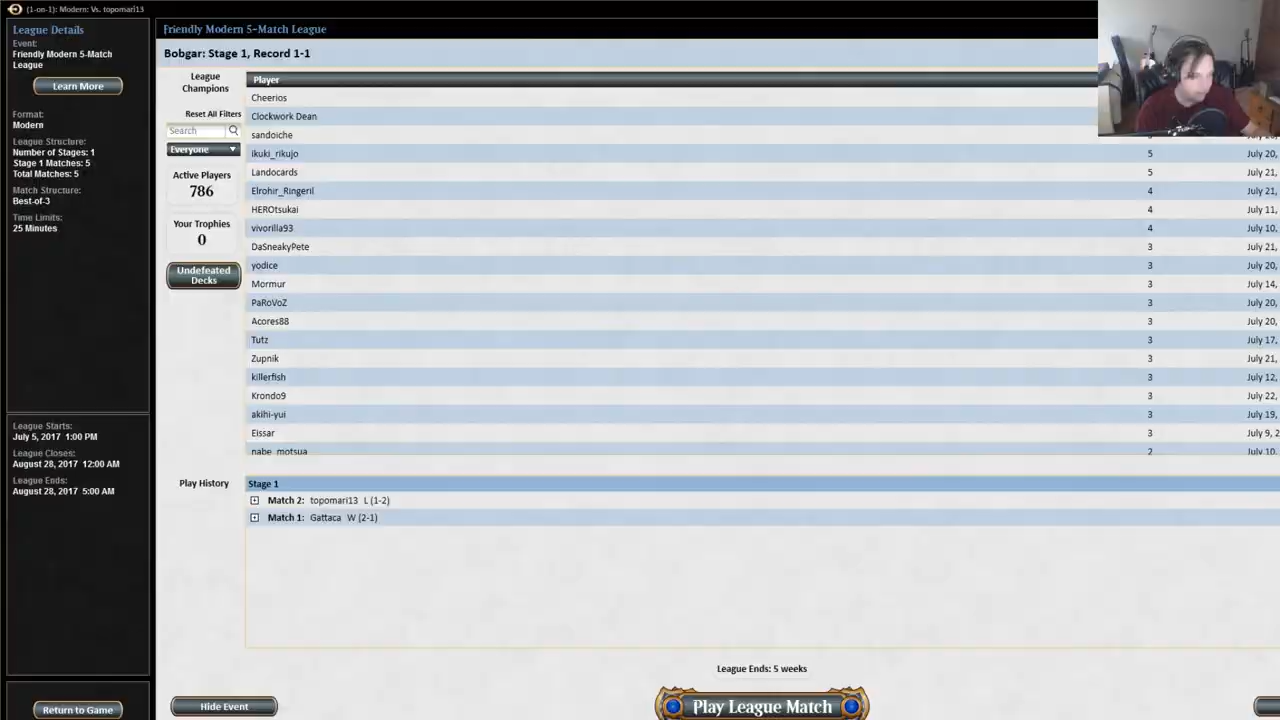 (1-on-1): Modern: Vs. topomari13
League Details
Event:
Friendly Modern 5-Match
League
Learn More
Format:
Modern
League Structure:
Number of Stages: 1
Stage 1 Matches: 5
Total Matches: 5
Match Structure:
Best-of-3
Time Limits:
25 Minutes
League Starts:
July 5, 2017 1:00 PM
League Closes:
August 28, 2017 12:00 AM
League Ends:
August 28, 2017 5:00 AM
Return to Game
Friendly Modern 5-Match League
Bobgar: Stage 1, Record 1-1
League
Champions
Reset All Filters
Search
Everyone
Active Players
786
Your Trophies
0
Undefeated
Decks
Player
Cheerios
Clockwork Dean
sandoiche
ikuki_rikujo 5 July 20,
Landocards 5 July 21,
Elrohir_Ringeril 4 July 21,
HEROtsukai 4 July 11,
vivorilla93 4 July 10,
DaSneakyPete 3 July 21,
yodice 3 July 20,
Mormur 3 July 14,
PaRoVoZ 3 July 20,
Acores88 3 July 20,
Tutz 3 July 17,
Zupnik 3 July 21,
killerfish 3 July 12,
Krondo9 3 July 22,
akihi-yui 3 July 19,
Eissar 3 July 9, 2
nabe_motsua 2 July 10,
Play History
Stage 1
Match 2: topomari13 L (1-2)
Match 1: Gattaca W (2-1)
League Ends: 5 weeks
Hide Event
Play League Match